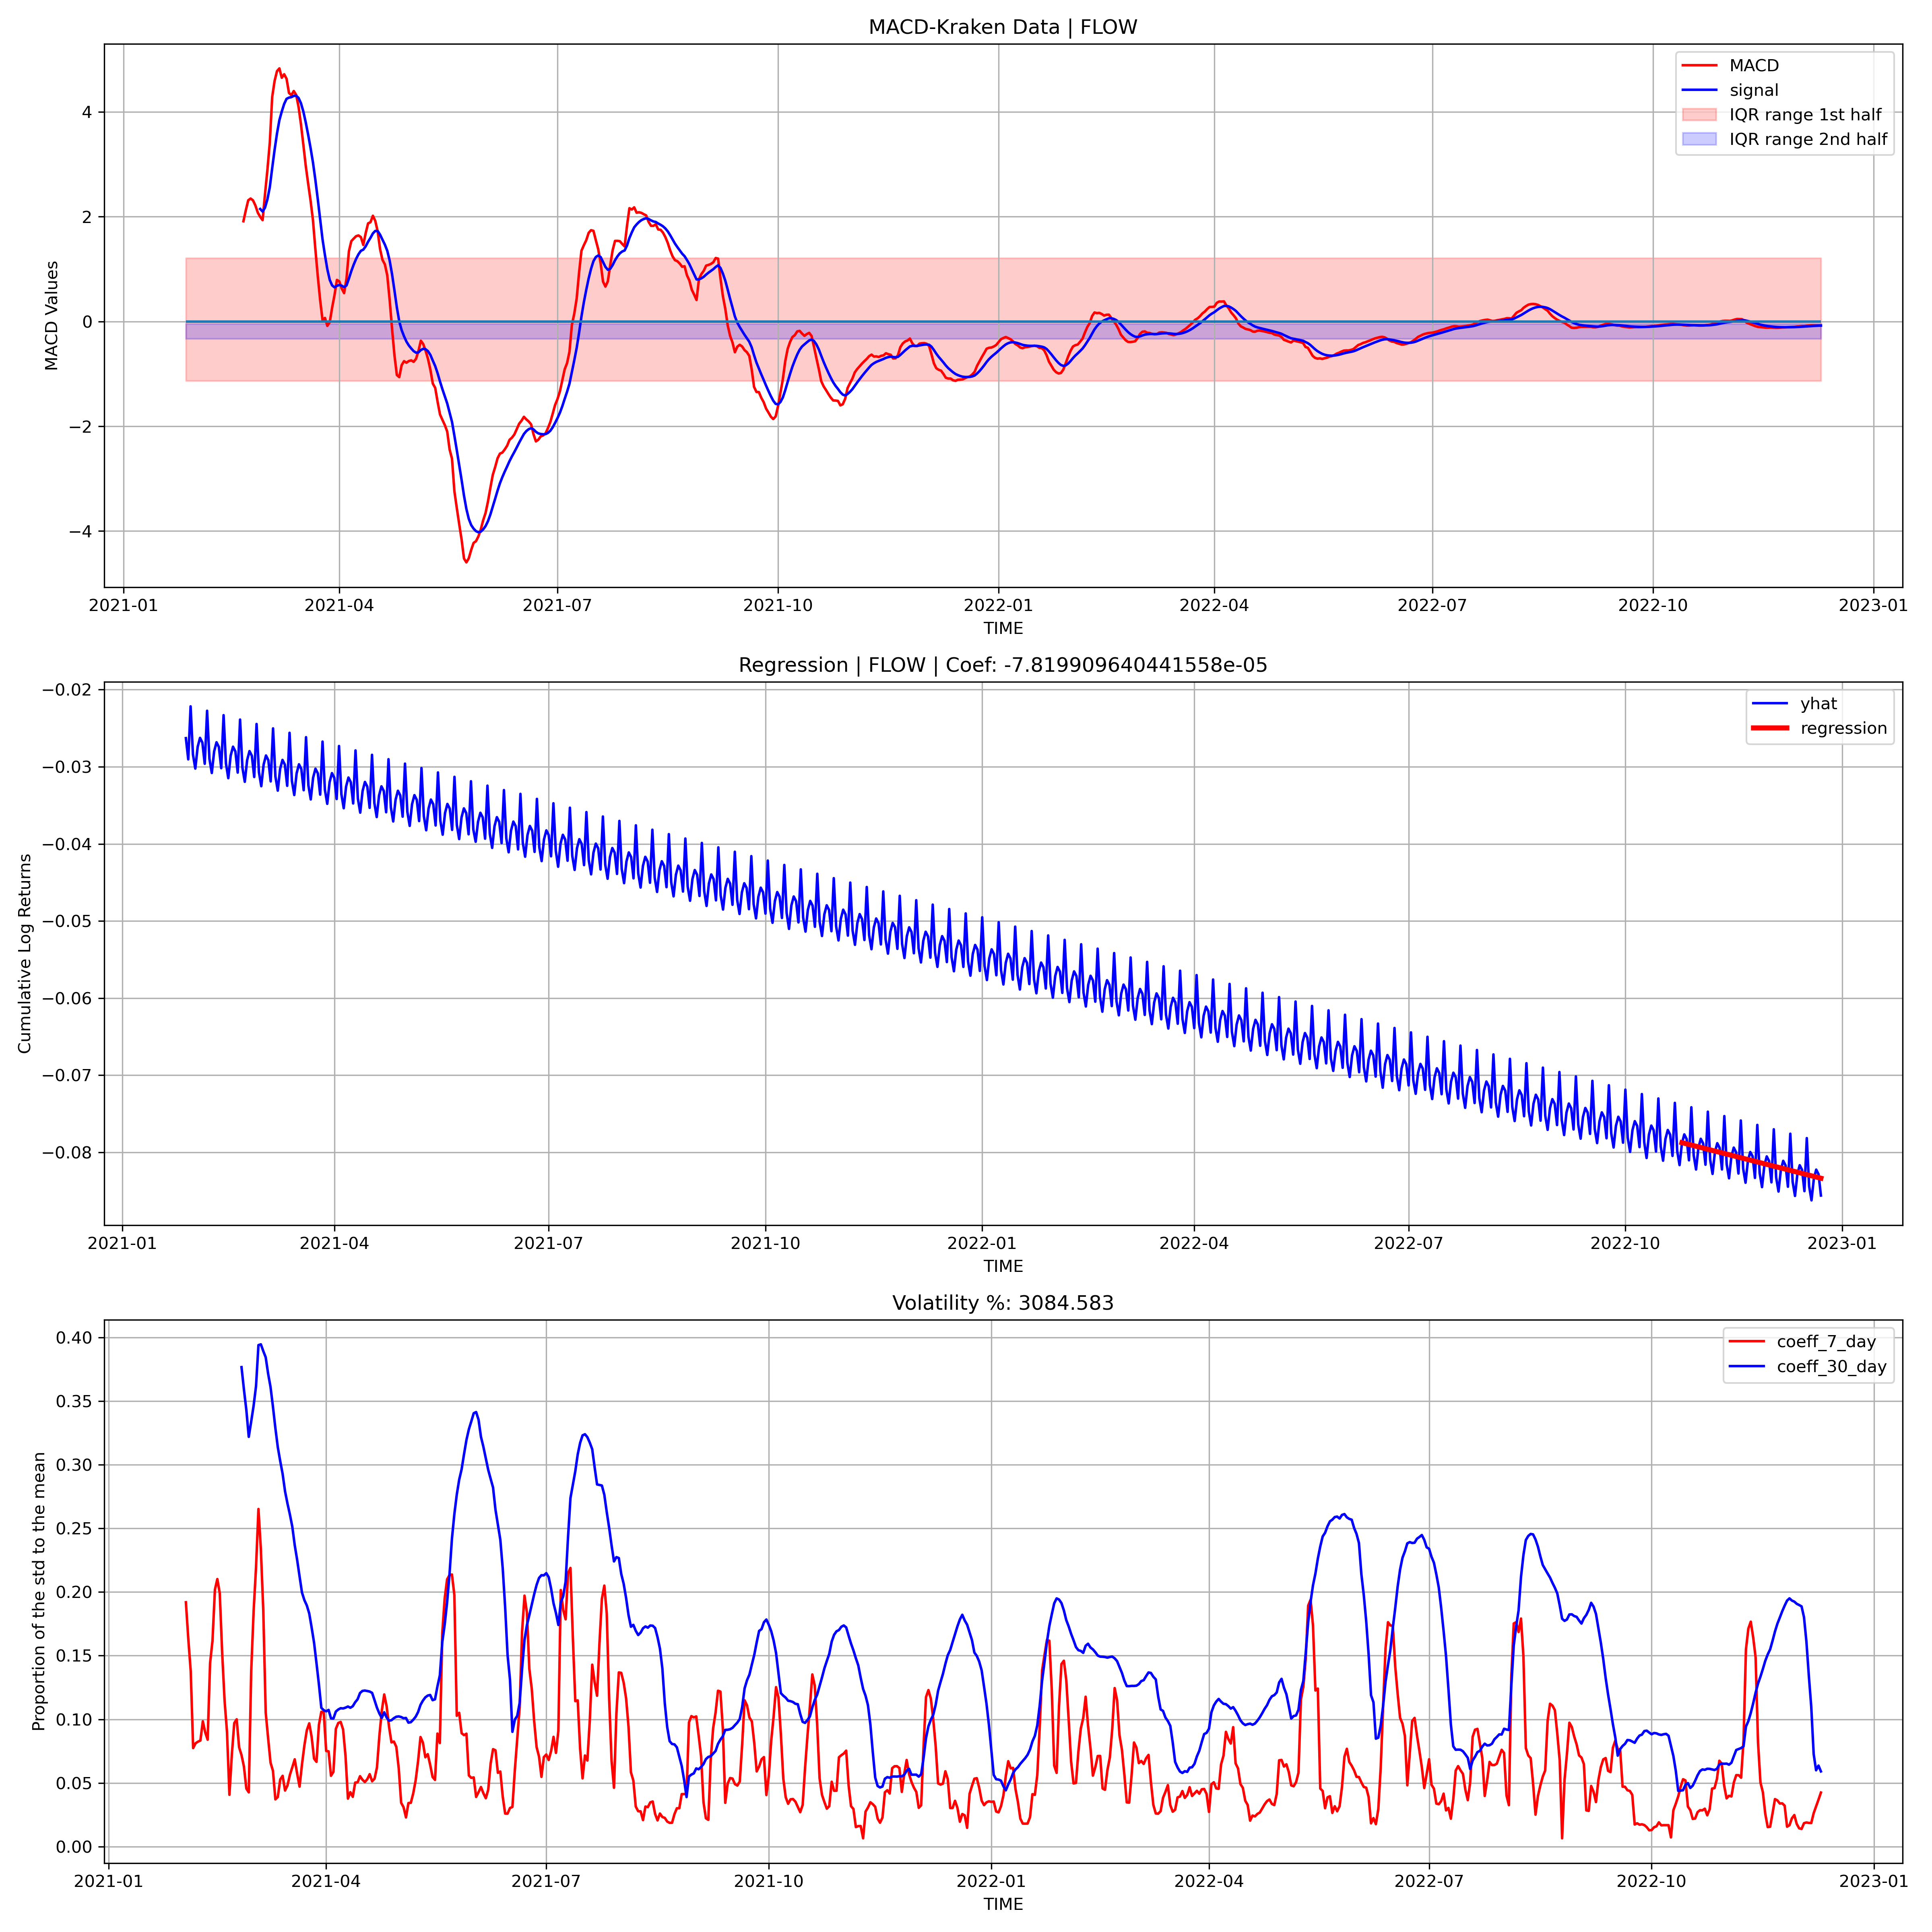 MACD-Kraken Data | FLOW
MACD
signal
IQR range 1st half
IQR range 2nd half
MACD Values
4
2
0
−2
−4
2021-01 2021-04 2021-07 2021-10 2022-01 2022-04 2022-07 2022-10 2023-01
TIME
Regression | FLOW | Coef: -7.819909640441558e-05
yhat
regression
Cumulative Log Returns
−0.02
−0.03
−0.04
−0.05
−0.06
−0.07
−0.08
2021-01 2021-04 2021-07 2021-10 2022-01 2022-04 2022-07 2022-10 2023-01
TIME
Volatility %: 3084.583
coeff_7_day
coeff_30_day
Proportion of the std to the mean
0.40
0.35
0.30
0.25
0.20
0.15
0.10
0.05
0.00
2021-01 2021-04 2021-07 2021-10 2022-01 2022-04 2022-07 2022-10 2023-01
TIME